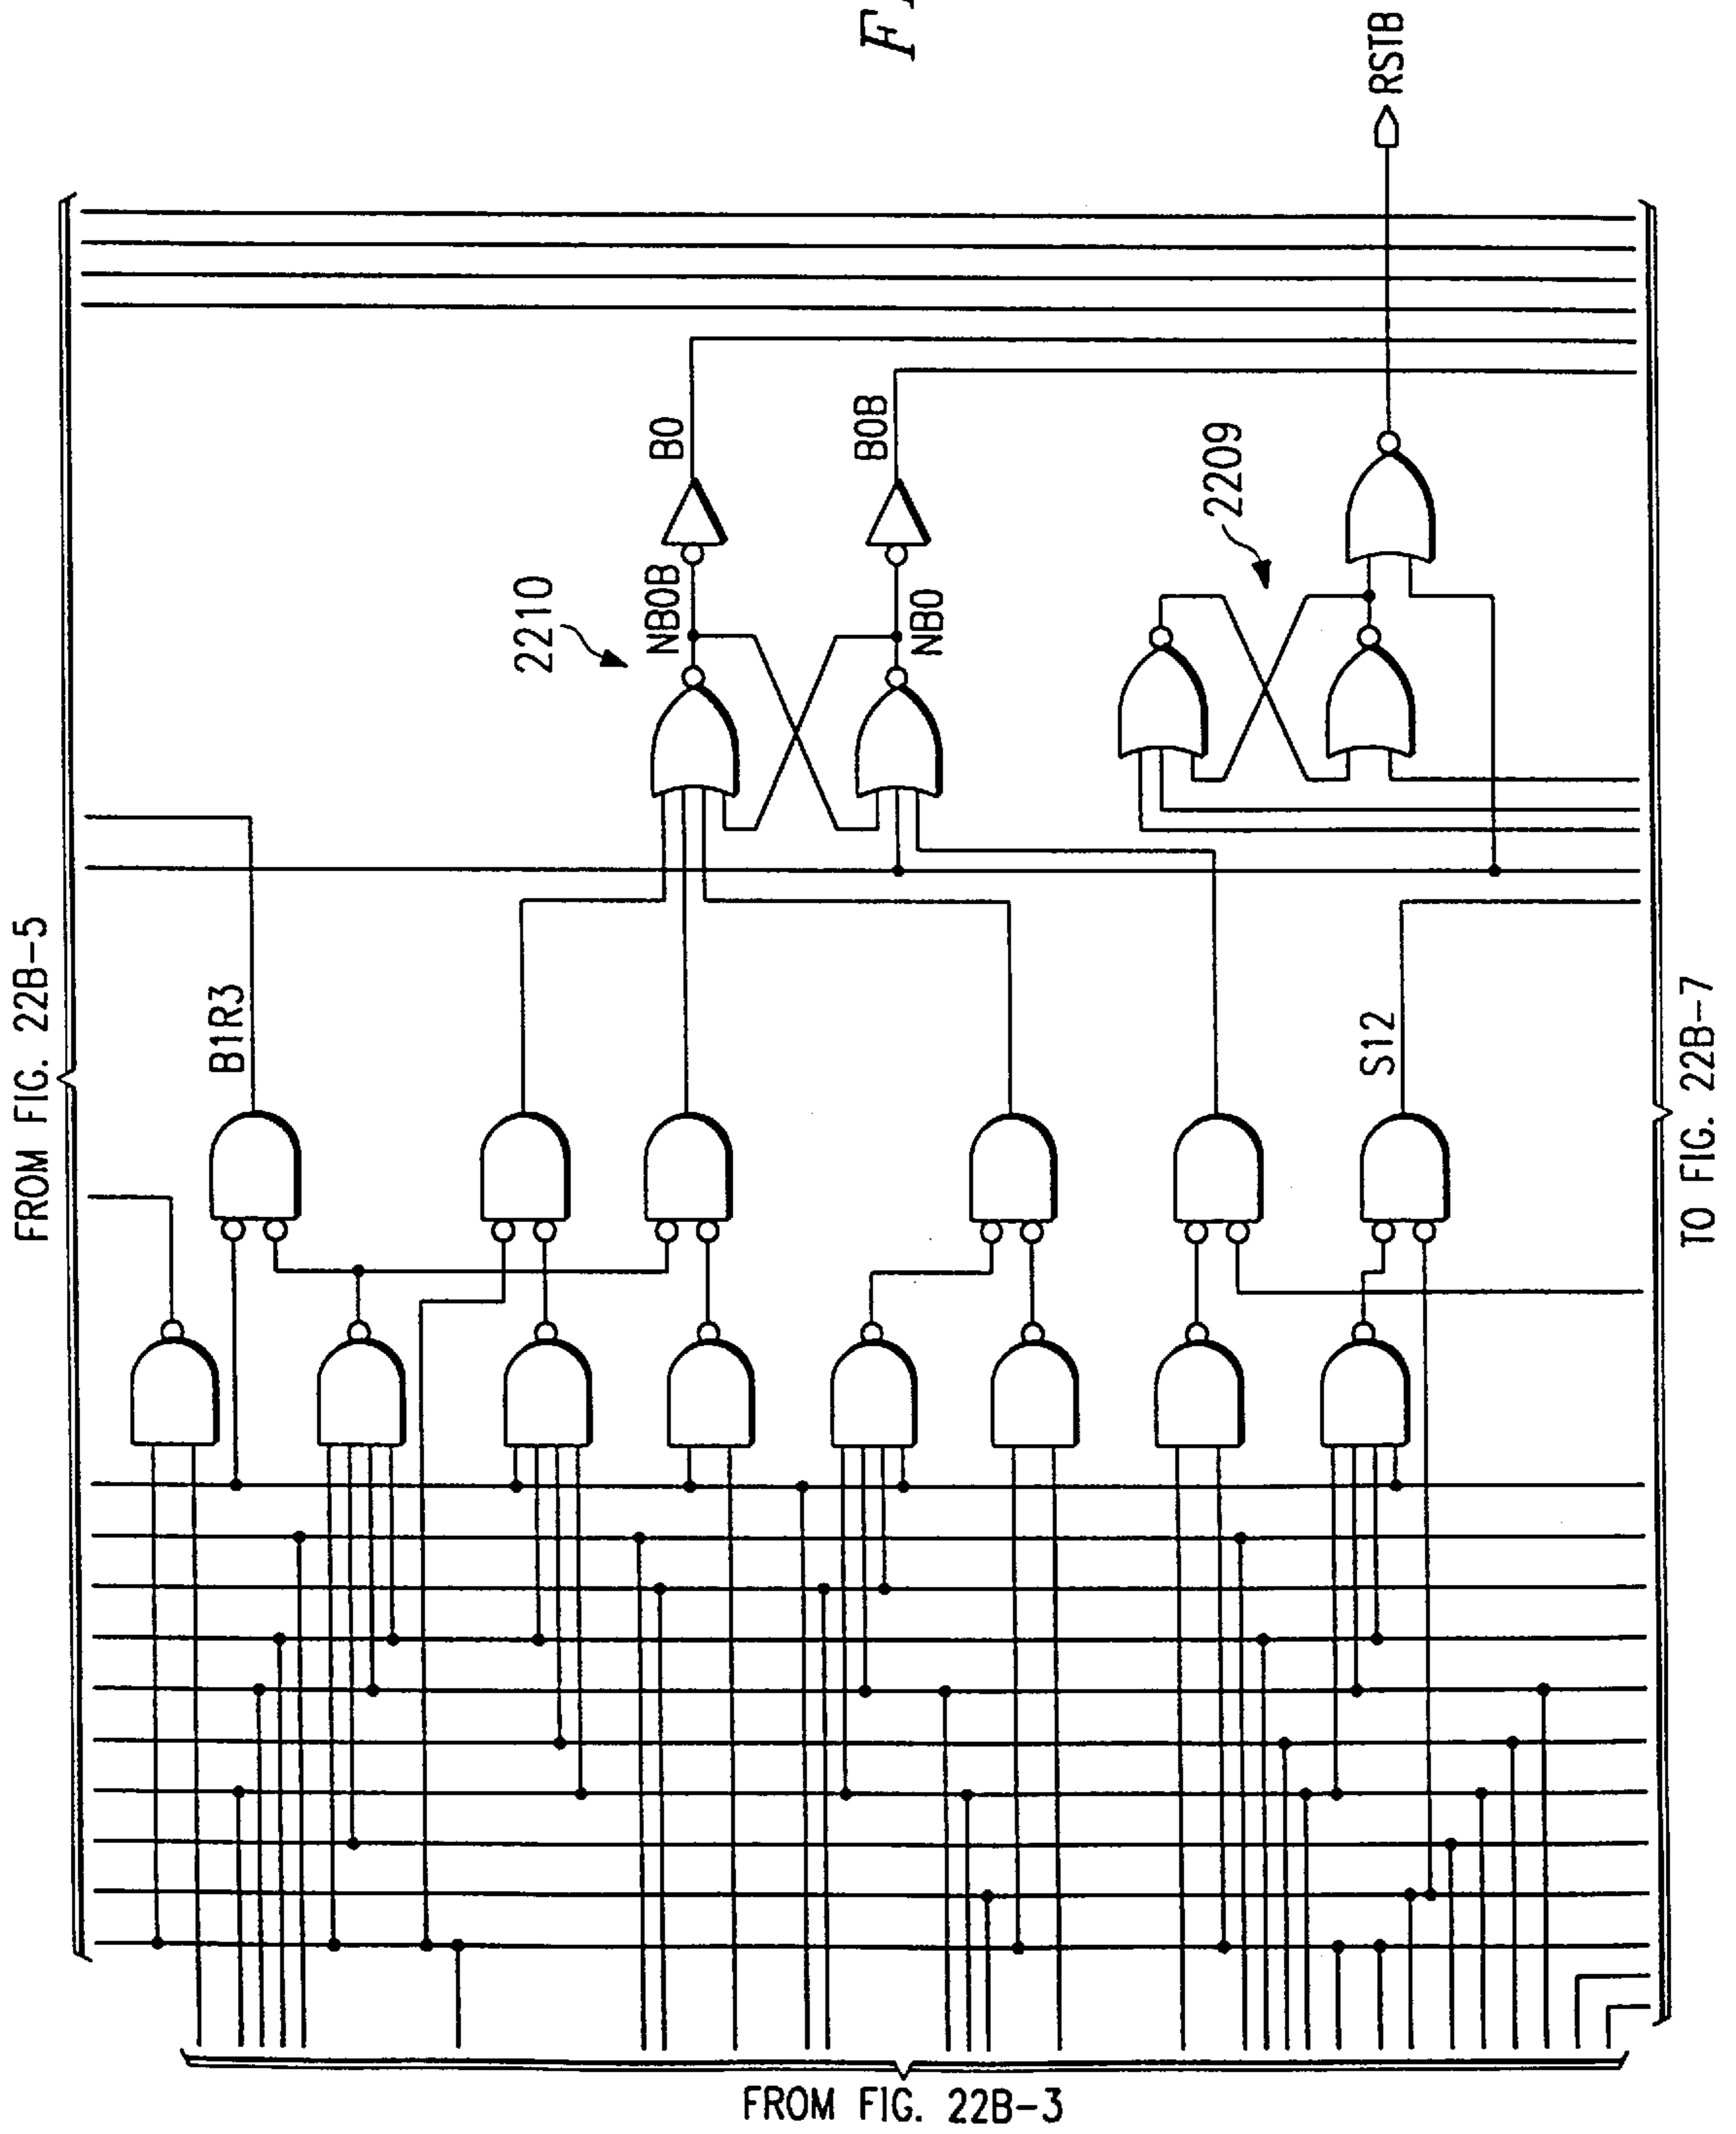 FROM FIG. 22B-5
B1R3
2210
NB0B
B0
NB0
B0B
2209
RSTB
S12
TO FIG. 22B-7
FROM FIG. 22B-3